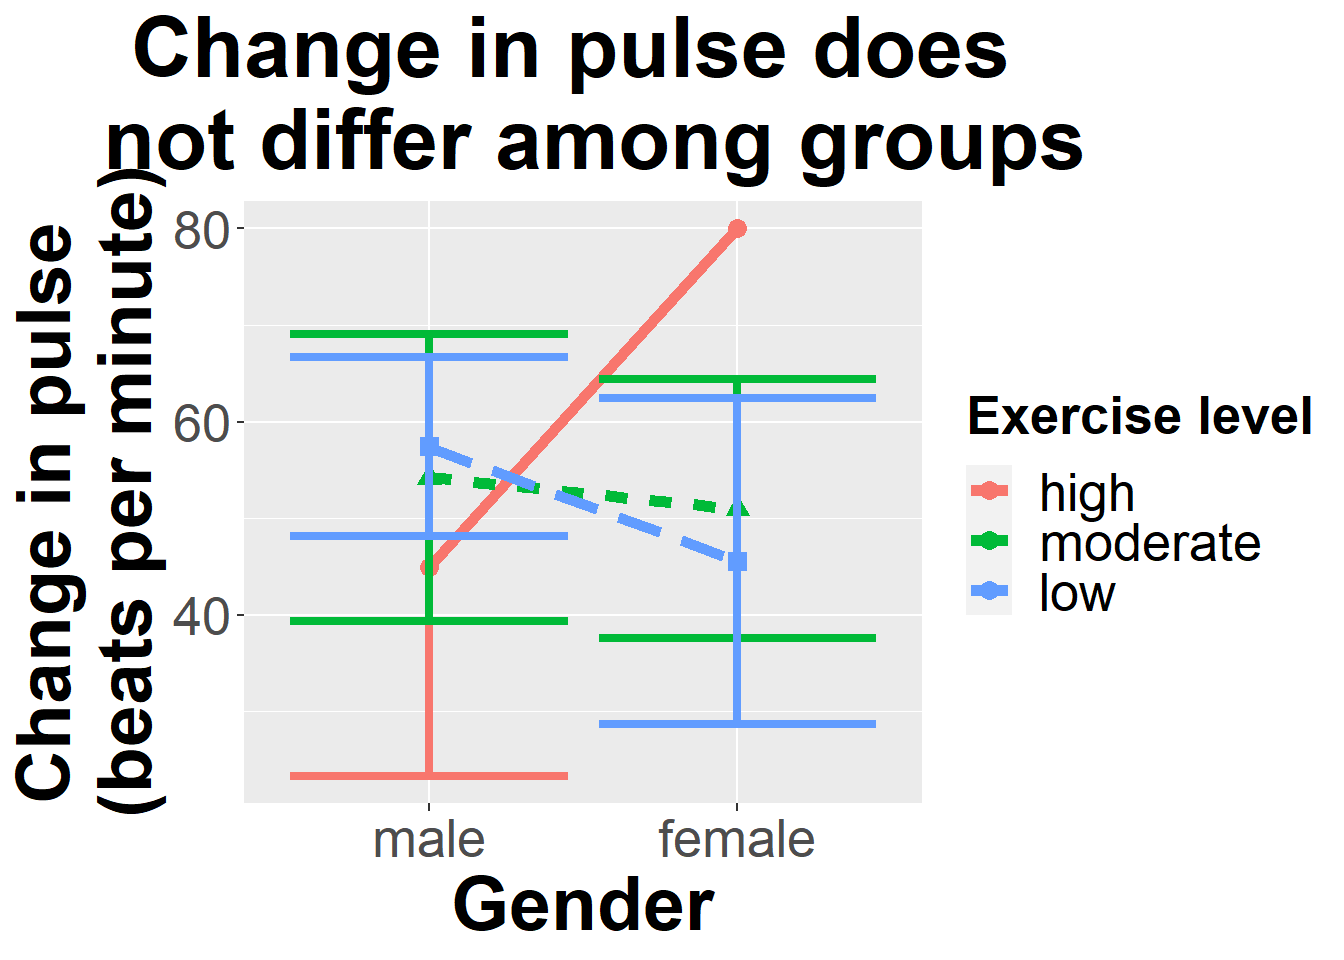 Change in pulse does
not differ among groups
Change in pulse
(beats per minute)
80
60
40
male
female
Gender
Exercise level
high
moderate
low